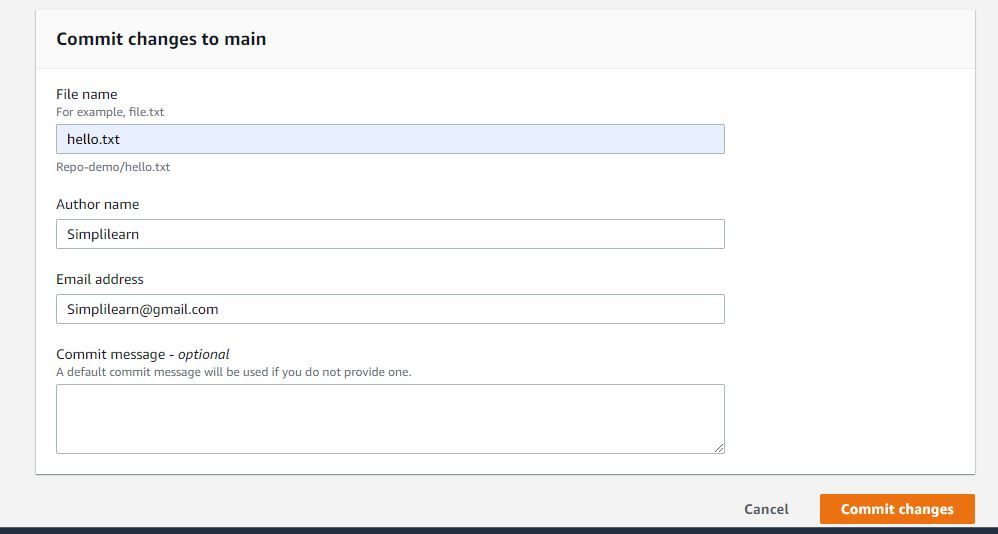 Commit changes to main
File name
For example, file.txt
hello.txt
Repo-demo/hello.txt
Author name
Simplilearn
Email address
Simplilearn@gmail.com
Commit message - optional
A default commit message will be used if you do not provide one.
Cancel
Commit changes